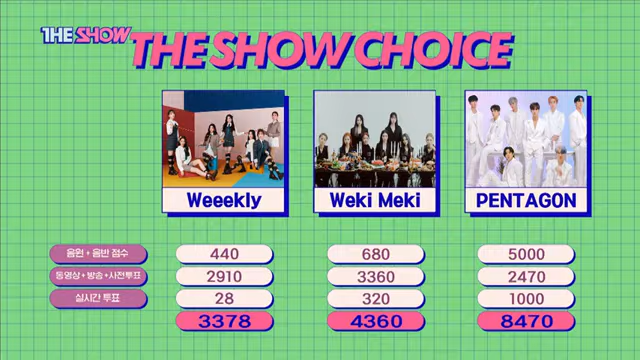 THE SHOW
THE SHOW CHOICE
Weeekly
Weki Meki
PENTAGON
음원 + 음반 점수 440 680 5000
동영상 + 방송 + 사전투표 2910 3360 2470
실시간 투표 28 320 1000
3378 4360 8470